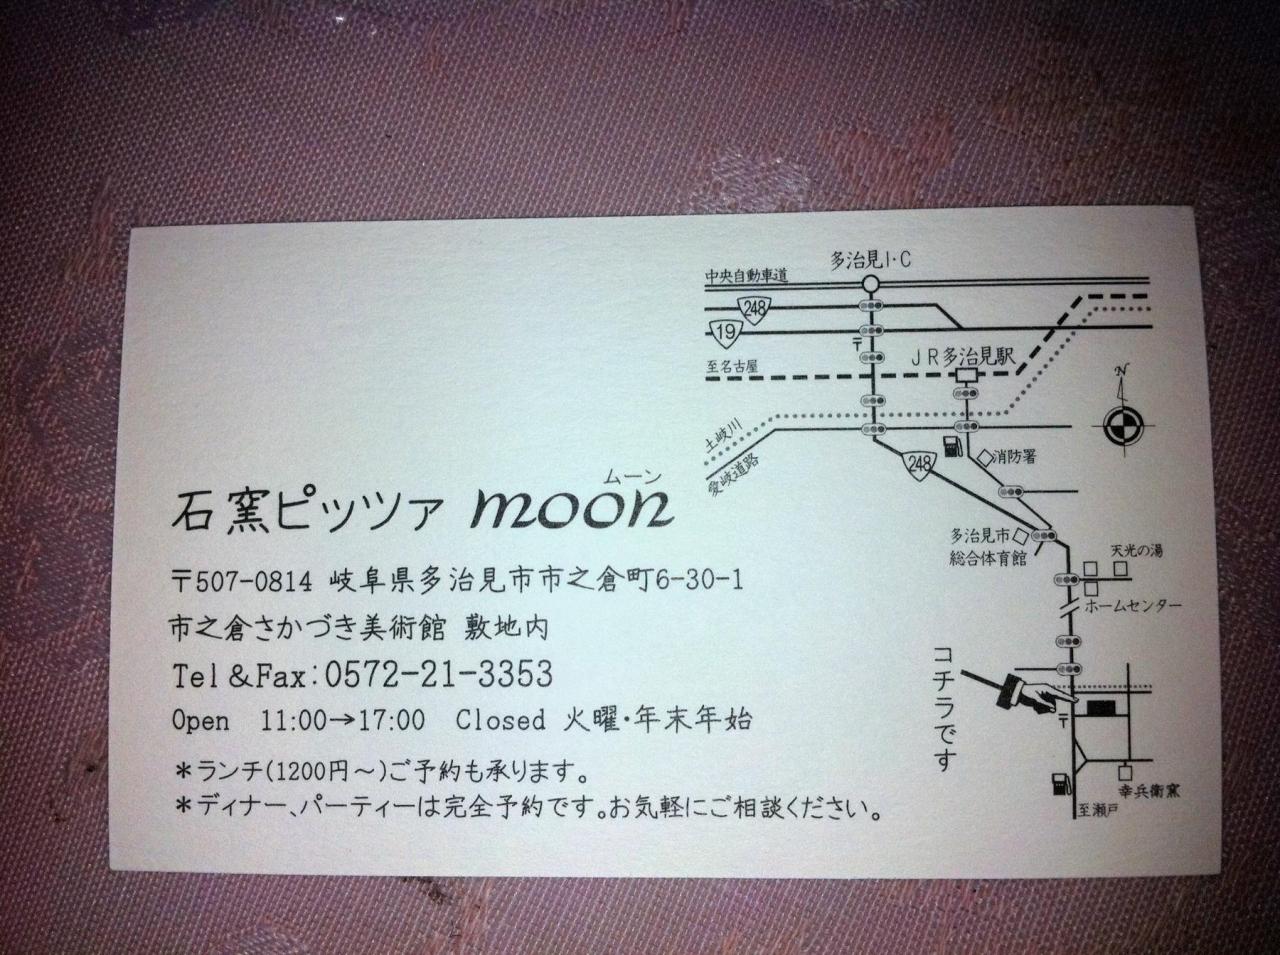 ムーン
石窯ピッツァ moon
〒507-0814 岐阜県多治見市市之倉町6-30-1
市之倉さかづき美術館 敷地内
Tel&Fax:0572-21-3353
Open 11:00→17:00 Closed 火曜・年末年始
*ランチ(1200円~)ご予約も承ります。
*ディナー、パーティーは完全予約です。お気軽にご相談ください。
多治見I・C
中央自動車道
248
19
〒
JR多治見駅
至名古屋
N
土岐川
愛岐道路
248
消防署
多治見市
総合体育館
天光の湯
ホームセンター
コチラです
〒
幸兵衛窯
至瀬戸